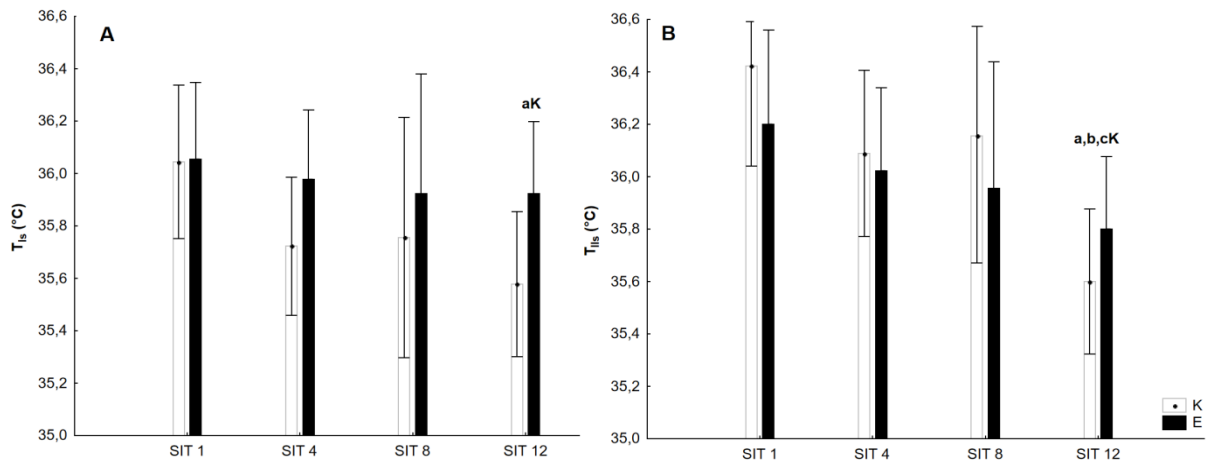 A
36,6
36,4
36,2
36,0
35,8
35,6
35,4
35,2
35,0
TIs (°C)
aK
SIT 1 SIT 4 SIT 8 SIT 12
B
36,6
36,4
36,2
36,0
35,8
35,6
35,4
35,2
35,0
TIIs (°C)
a,b,cK
SIT 1 SIT 4 SIT 8 SIT 12
K
E